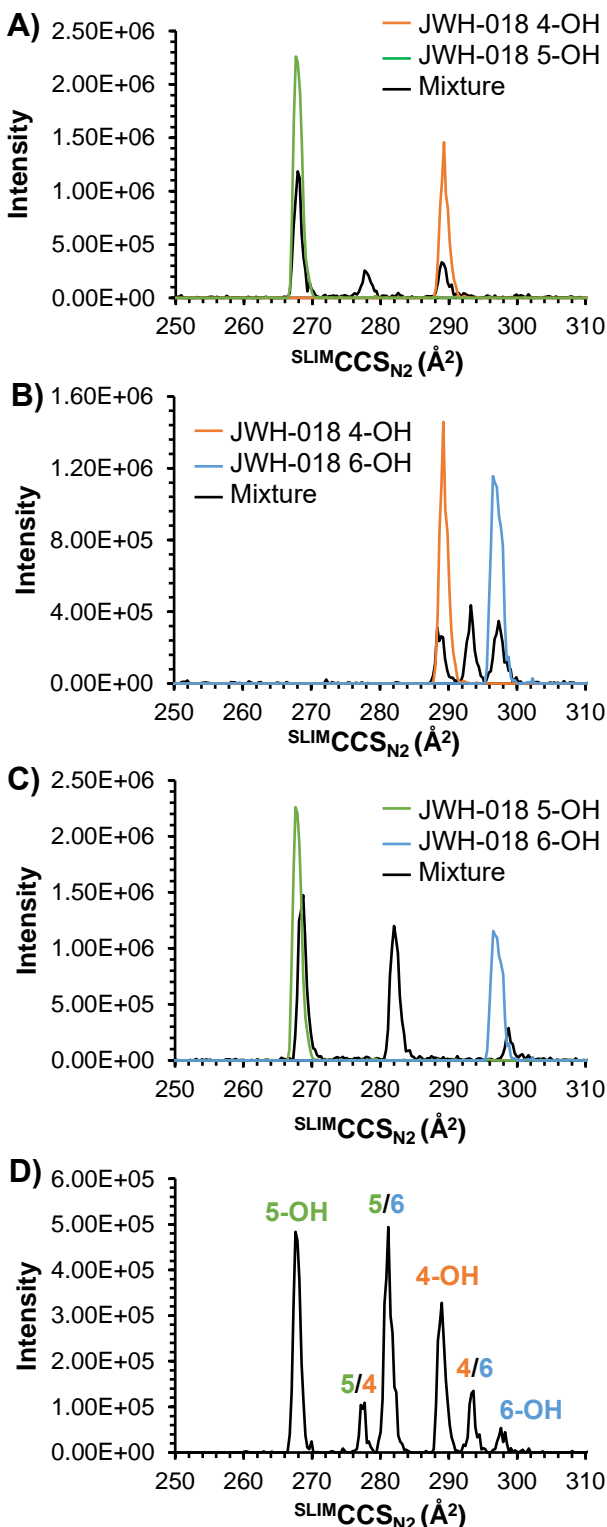 A)
JWH-018 4-OH
JWH-018 5-OH
Mixture
Intensity
2.50E+06
2.00E+06
1.50E+06
1.00E+06
5.00E+05
0.00E+00
250 260 270 280 290 300 310
SLIMCCSN2 (Å2)
B)
JWH-018 4-OH
JWH-018 6-OH
Mixture
Intensity
1.60E+06
1.20E+06
8.00E+05
4.00E+05
0.00E+00
250 260 270 280 290 300 310
SLIMCCSN2 (Å2)
C)
JWH-018 5-OH
JWH-018 6-OH
Mixture
Intensity
2.50E+06
2.00E+06
1.50E+06
1.00E+06
5.00E+05
0.00E+00
250 260 270 280 290 300 310
SLIMCCSN2 (Å2)
D)
Intensity
6.00E+05
5.00E+05
4.00E+05
3.00E+05
2.00E+05
1.00E+05
0.00E+00
5-OH
5/6
4-OH
5/4
4/6
6-OH
250 260 270 280 290 300 310
SLIMCCSN2 (Å2)